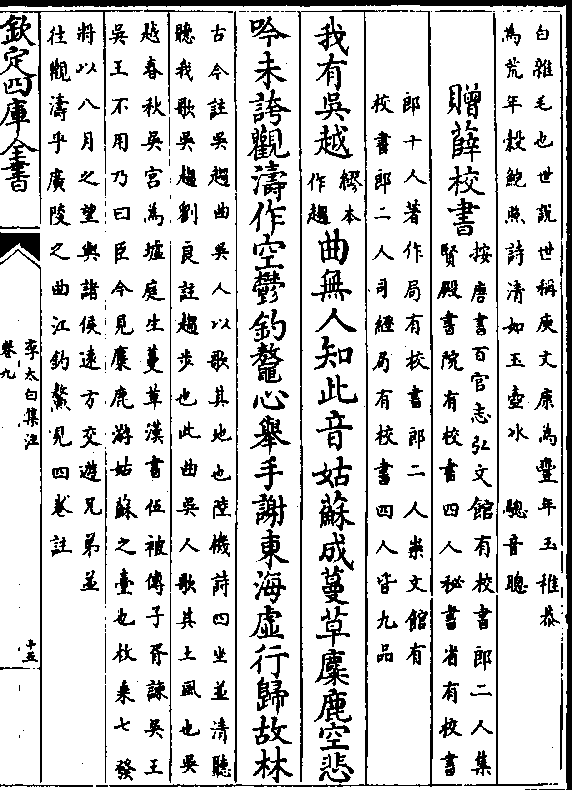 白雜毛也世說世稱庾文康為豐年玉稚恭
為荒年穀鮑照詩清如玉壺冰　驄音聰
贈薛校書
按唐書百官志弘文館有校書郎二人集
賢殿書院有校書四人秘書省有校書
郎十人著作局有校書郎二人崇文館有
校書郎二人司經局有校書四人皆九品
我有吳越
繆本
作趨
曲無人知此音姑蘇成蔓草麋鹿空悲
吟未誇觀濤作空鬱釣鰲心舉手謝東海虛行歸故林
古今註吳趨曲吳人以歌其地也陸機詩四坐並清聽
聽我歌吳趨劉良註趨步也此曲吳人歌其土風也吳
越春秋吳宮為墟庭生蔓草漢書伍被傳子胥諫吳王
吳王不用乃曰臣今見麋鹿游姑蘇之臺也枚乘七發
將以八月之望與諸侯遠方交遊兄弟並
往觀濤乎廣陵之曲江釣鰲見四卷註
欽定四庫全書
李太白集注
卷九
十五